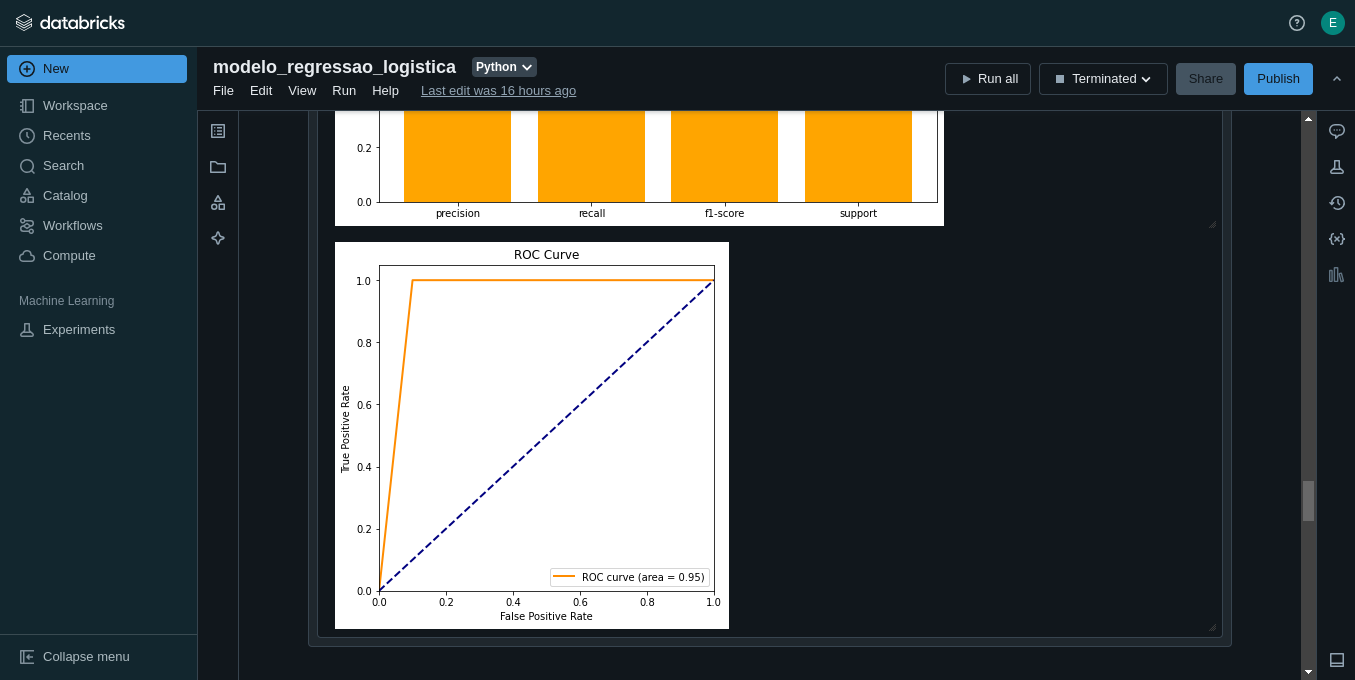 databricks
E
New
Workspace
Recents
Search
Catalog
Workflows
Compute
Machine Learning
Experiments
Collapse menu
modelo_regressao_logistica Python
File Edit View Run Help Last edit was 16 hours ago
Run all Terminated Share Publish
0.2
0.0
precision recall f1-score support
ROC Curve
1.0
0.8
0.6
0.4
0.2
0.0
True Positive Rate
ROC curve (area = 0.95)
0.0 0.2 0.4 0.6 0.8 1.0
False Positive Rate